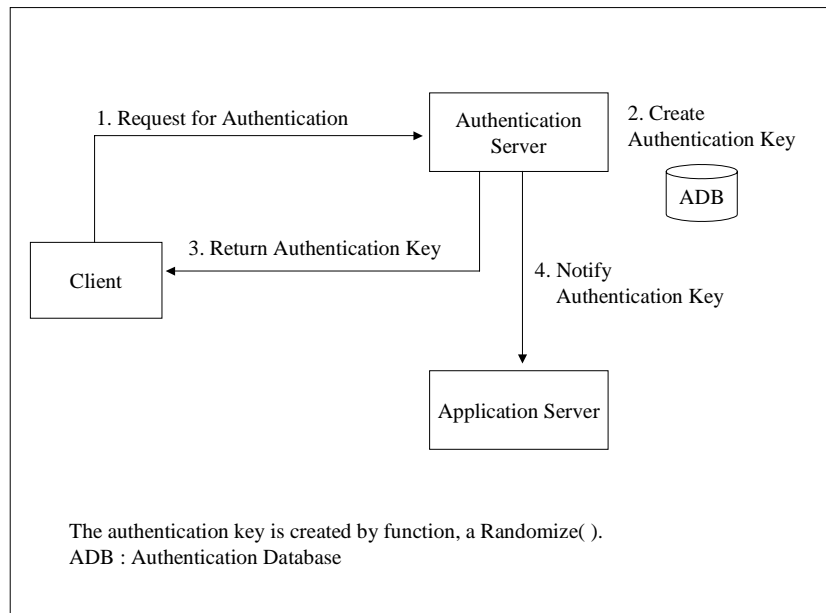 1. Request for Authentication
Authentication
Server
2. Create
Authentication Key
ADB
3. Return Authentication Key
Client
4. Notify
Authentication Key
Application Server
The authentication key is created by function, a Randomize( ).
ADB : Authentication Database